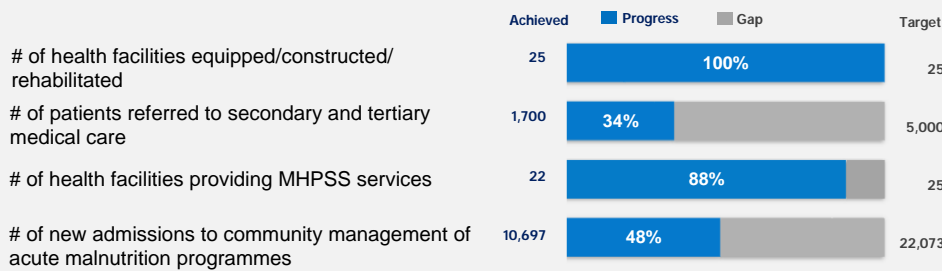 Achieved Progress Gap Target
# of health facilities equipped/constructed/
rehabilitated
25 100% 25
# of patients referred to secondary and tertiary
medical care
1,700 34% 5,000
# of health facilities providing MHPSS services
22 88% 25
# of new admissions to community management of
acute malnutrition programmes
10,697 48% 22,073